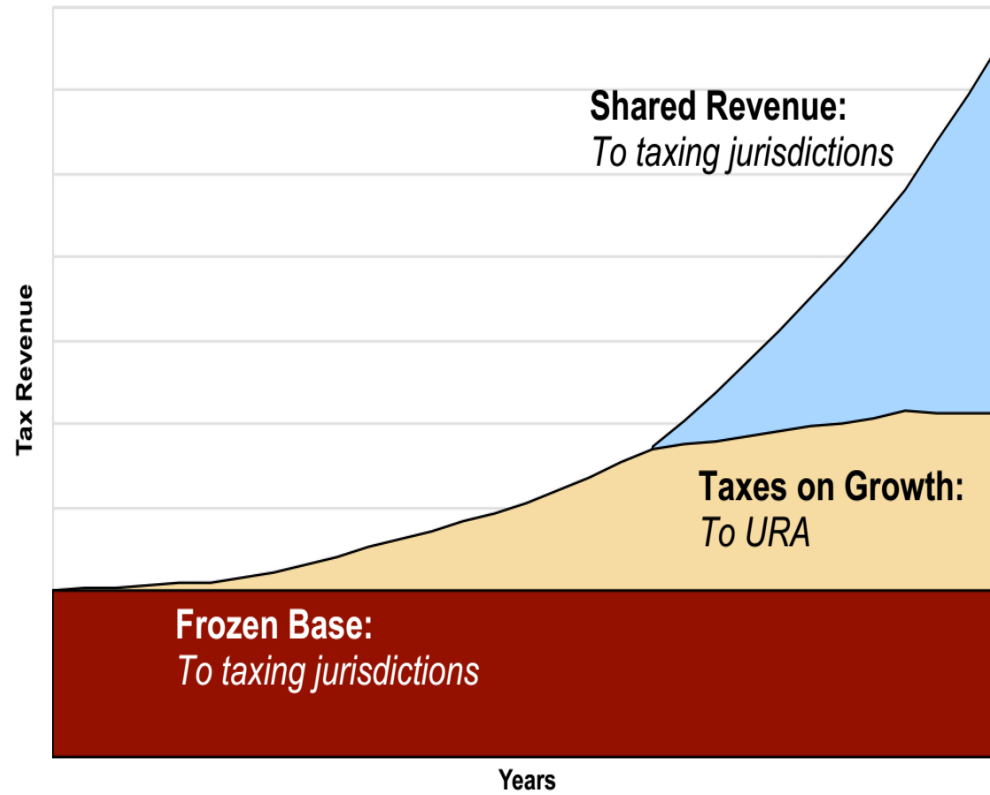 Shared Revenue:
To taxing jurisdictions
Tax Revenue
Taxes on Growth:
To URA
Frozen Base:
To taxing jurisdictions
Years